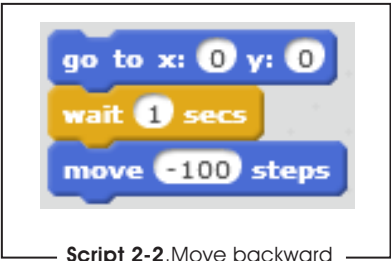 go to x: 0 y: 0
wait 1 secs
move -100 steps
Script 2-2.Move backward